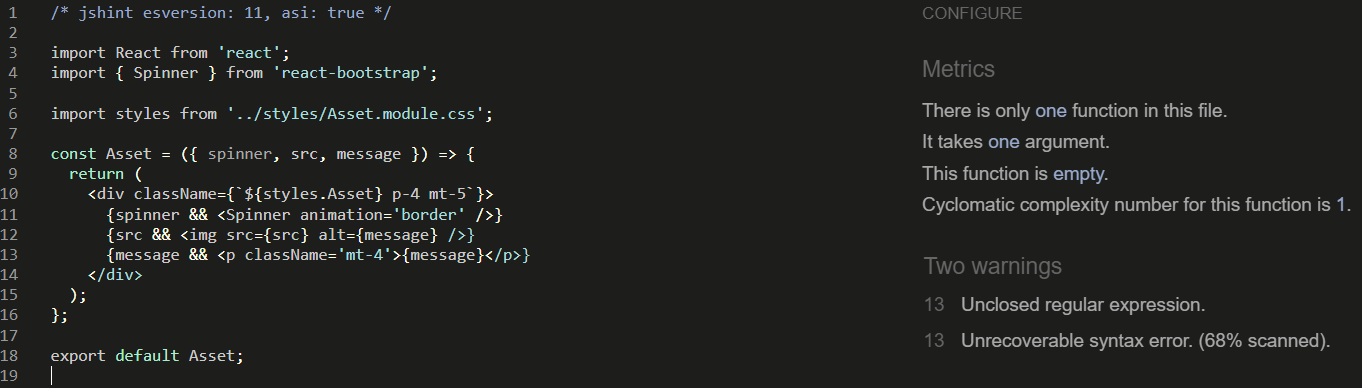 1 /* jshint esversion: 11, asi: true */
2
3 import React from 'react';
4 import { Spinner } from 'react-bootstrap';
5
6 import styles from '../styles/Asset.module.css';
7
8 const Asset = ({ spinner, src, message }) => {
9 return (
10 <div className={`${styles.Asset} p-4 mt-5`}>
11 {spinner && <Spinner animation='border' />}
12 {src && <img src={src} alt={message} />}
13 {message && <p className='mt-4'>{message}</p>}
14 </div>
15 );
16 };
17
18 export default Asset;
19
CONFIGURE
Metrics
There is only one function in this file.
It takes one argument.
This function is empty.
Cyclomatic complexity number for this function is 1.
Two warnings
13 Unclosed regular expression.
13 Unrecoverable syntax error. (68% scanned).